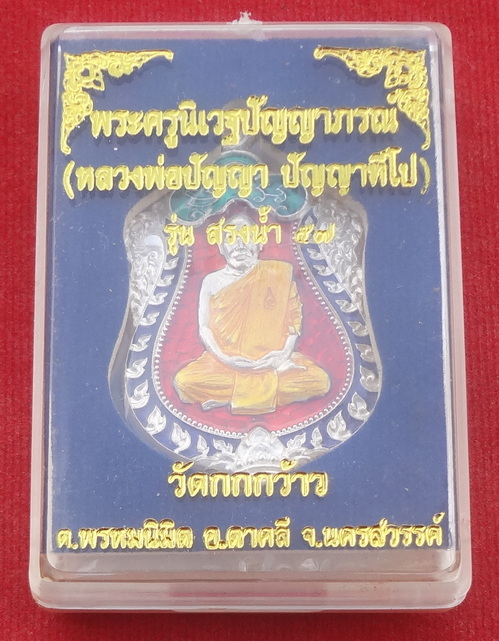 พระครูนิเวฐปัญญาภรณ์
(หลวงพ่อปัญญา ปัญญาทีโป)
รุ่น สรงน้ำ ๕๗
วัดกกกว้าว
ต.พรหมนิมิต อ.ตาคลี จ.นครสวรรค์